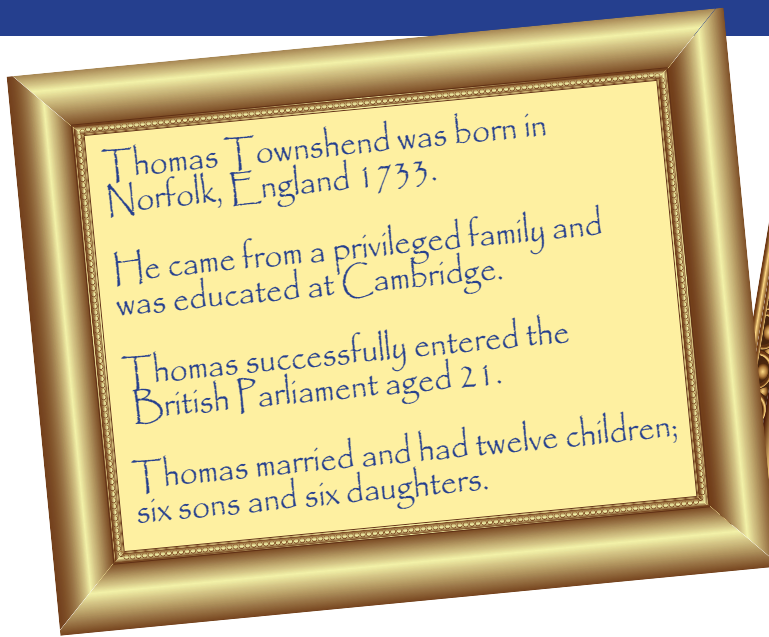 Thomas Townshend was born in
Norfolk, England 1733.
He came from a privileged family and
was educated at Cambridge.
Thomas successfully entered the
British Parliament aged 21.
Thomas married and had twelve children;
six sons and six daughters.